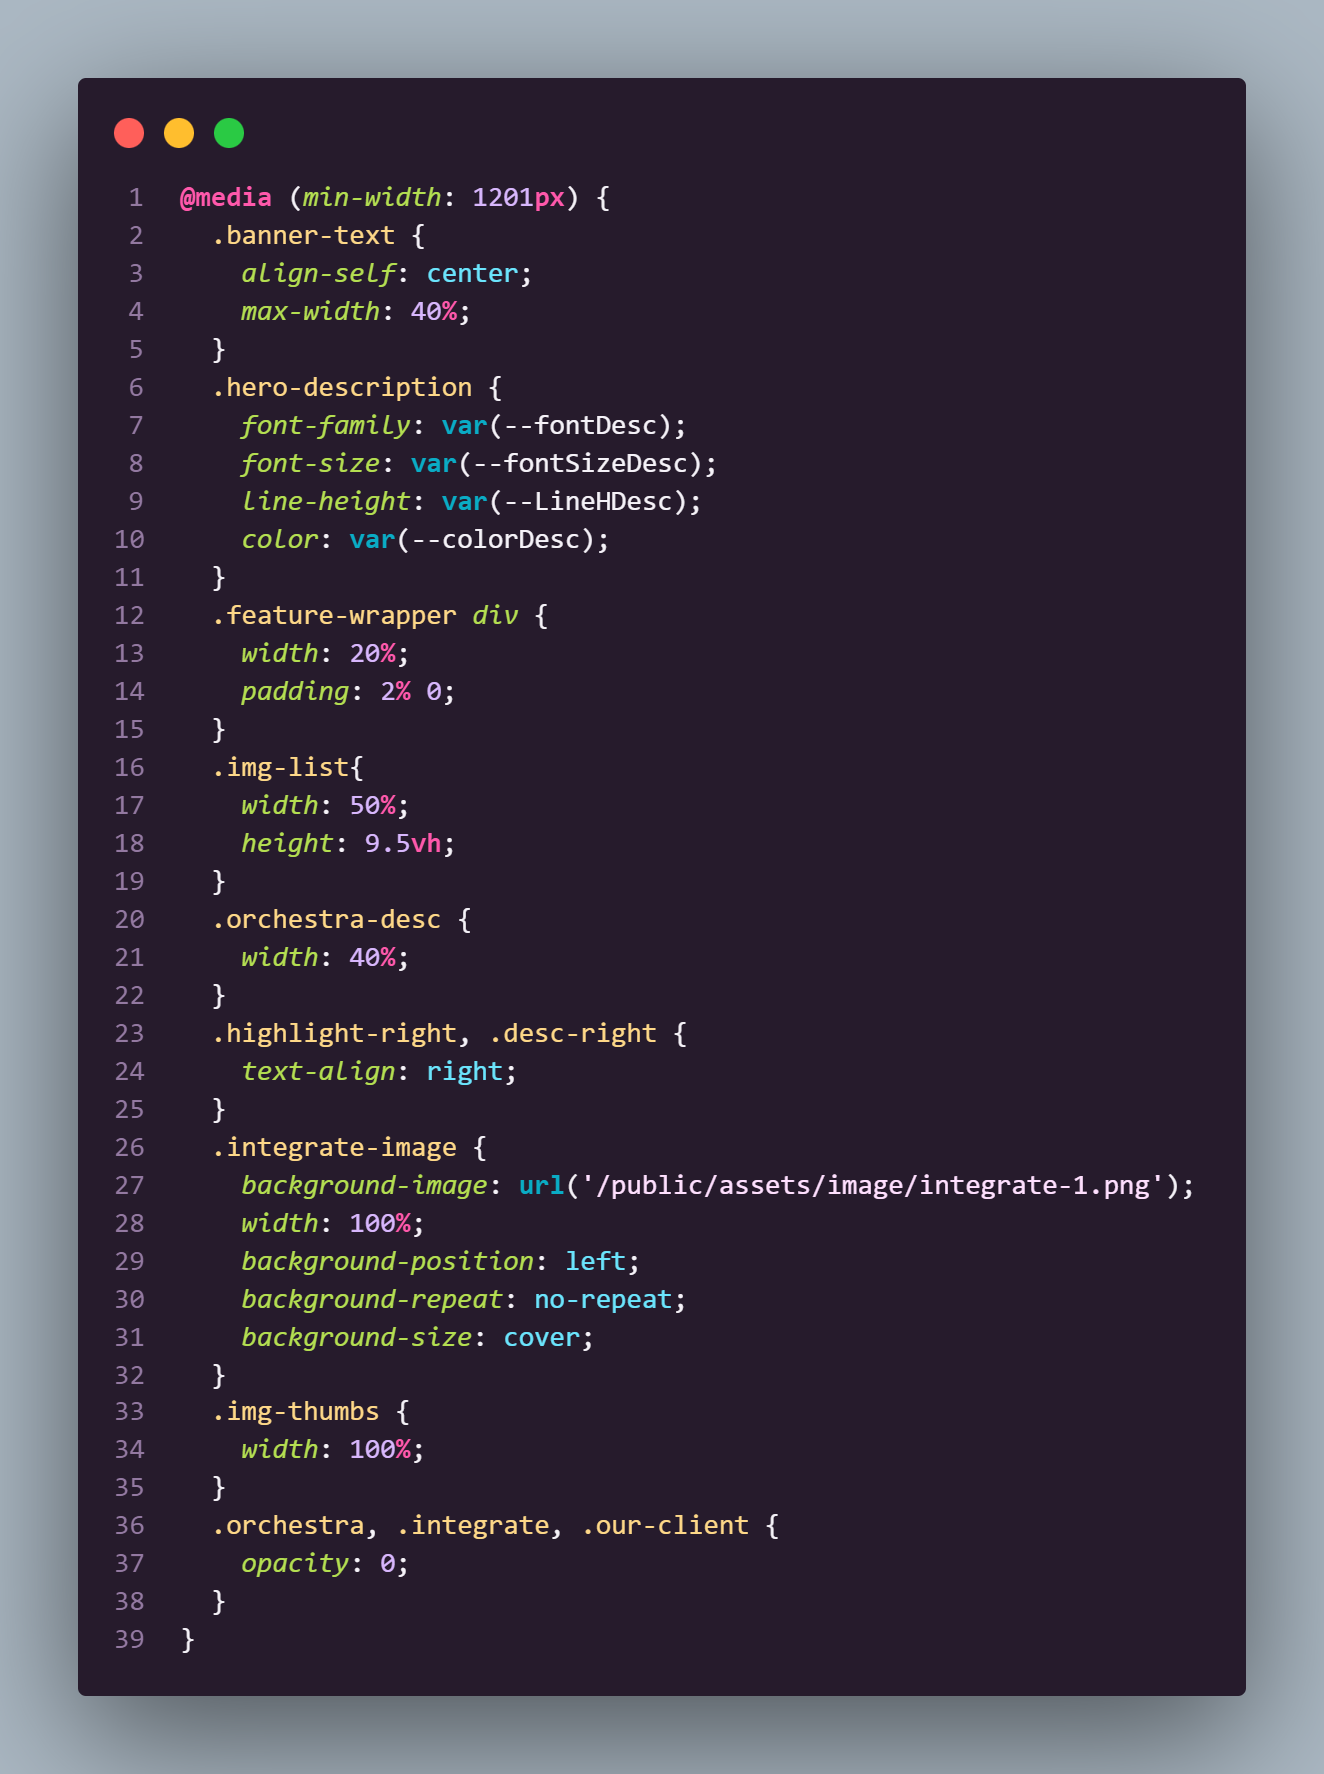 1 @media (min-width: 1201px) {
2   .banner-text {
3     align-self: center;
4     max-width: 40%;
5   }
6   .hero-description {
7     font-family: var(--fontDesc);
8     font-size: var(--fontSizeDesc);
9     line-height: var(--LineHDesc);
10     color: var(--colorDesc);
11   }
12   .feature-wrapper div {
13     width: 20%;
14     padding: 2% 0;
15   }
16   .img-list{
17     width: 50%;
18     height: 9.5vh;
19   }
20   .orchestra-desc {
21     width: 40%;
22   }
23   .highlight-right, .desc-right {
24     text-align: right;
25   }
26   .integrate-image {
27     background-image: url('/public/assets/image/integrate-1.png');
28     width: 100%;
29     background-position: left;
30     background-repeat: no-repeat;
31     background-size: cover;
32   }
33   .img-thumbs {
34     width: 100%;
35   }
36   .orchestra, .integrate, .our-client {
37     opacity: 0;
38   }
39 }